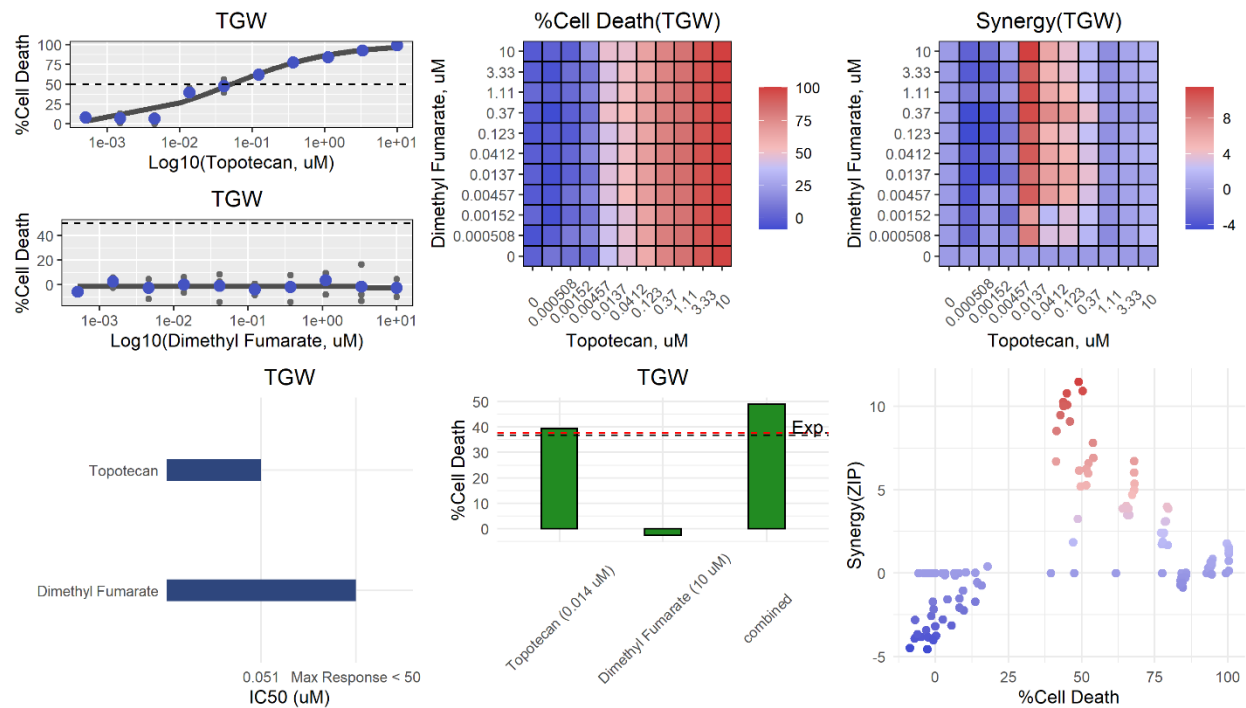 TGW
%Cell Death
100
75
50
25
0
1e-03
1e-02
1e-01
1e+00
1e+01
Log10(Topotecan, uM)
TGW
%Cell Death
40
20
0
1e-03
1e-02
1e-01
1e+00
1e+01
Log10(Dimethyl Fumarate, uM)
%Cell Death(TGW)
Dimethyl Fumarate, uM
10
3.33
1.11
0.37
0.123
0.0412
0.0137
0.00457
0.00152
0.000508
0
0
0.000508
0.00152
0.00457
0.0137
0.0412
0.123
0.37
1.11
3.33
10
Topotecan, uM
100
75
50
25
0
Synergy(TGW)
Dimethyl Fumarate, uM
10
3.33
1.11
0.37
0.123
0.0412
0.0137
0.00457
0.00152
0.000508
0
0
0.000508
0.00152
0.00457
0.0137
0.0412
0.123
0.37
1.11
3.33
10
Topotecan, uM
8
4
0
-4
TGW
Topotecan
Dimethyl Fumarate
0.051
Max Response < 50
IC50 (uM)
TGW
%Cell Death
50
40
30
20
10
0
Exp.
Topotecan (0.014 uM)
Dimethyl Fumarate (10 uM)
combined
Synergy(ZIP)
10
5
0
-5
0
25
50
75
100
%Cell Death